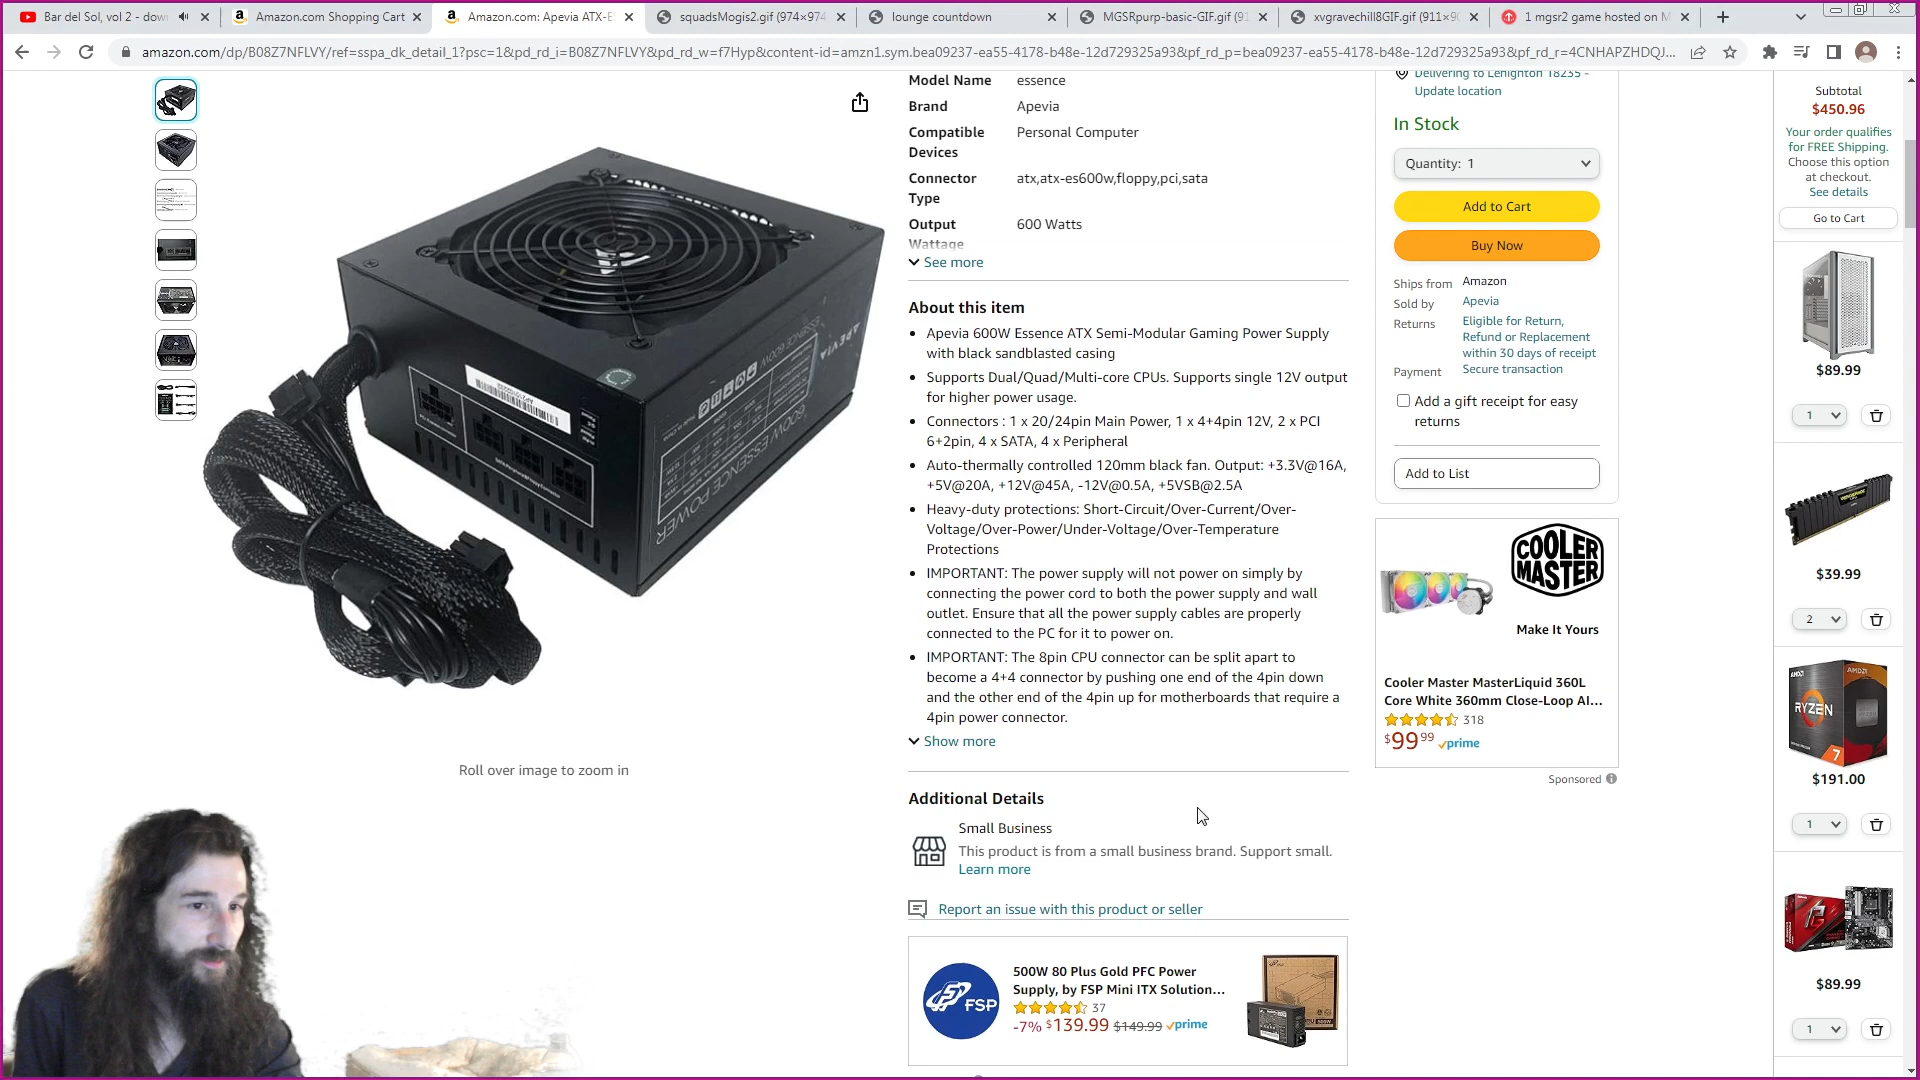 Bar del Sol, vol 2 - dow
Amazon.com Shopping Cart
Amazon.com: Apevia ATX-E
squadsMogis2.gif (974×974
lounge countdown
MGSRpurp-basic-GIF.gif (91
xvgravechill8GIF.gif (911×9
1 mgsr2 game hosted on M
amazon.com/dp/B08Z7NFLVY/ref=sspa_dk_detail_1?psc=1&pd_rd_i=B08Z7NFLVY&pd_rd_w=f7Hyp&content-id=amzn1.sym.bea09237-ea55-4178-b48e-12d729325a93&pf_rd_p=bea09237-ea55-4178-b48e-12d729325a93&pf_rd_r=4CNHAPZHDQJ...
Model Name essence
Brand Apevia
Compatible Devices Personal Computer
Connector Type atx,atx-es600w,floppy,pci,sata
Output Wattage 600 Watts
See more
About this item
Apevia 600W Essence ATX Semi-Modular Gaming Power Supply
with black sandblasted casing
Supports Dual/Quad/Multi-core CPUs. Supports single 12V output
for higher power usage.
Connectors : 1 x 20/24pin Main Power, 1 x 4+4pin 12V, 2 x PCI
6+2pin, 4 x SATA, 4 x Peripheral
Auto-thermally controlled 120mm black fan. Output: +3.3V@16A,
+5V@20A, +12V@45A, -12V@0.5A, +5VSB@2.5A
Heavy-duty protections: Short-Circuit/Over-Current/Over-
Voltage/Over-Power/Under-Voltage/Over-Temperature
Protections
IMPORTANT: The power supply will not power on simply by
connecting the power cord to both the power supply and wall
outlet. Ensure that all the power supply cables are properly
connected to the PC for it to power on.
IMPORTANT: The 8pin CPU connector can be split apart to
become a 4+4 connector by pushing one end of the 4pin down
and the other end of the 4pin up for motherboards that require a
4pin power connector.
Show more
Roll over image to zoom in
600W ESSENCE POWER
APEVIA
Additional Details
Small Business
This product is from a small business brand. Support small.
Learn more
Report an issue with this product or seller
FSP
500W 80 Plus Gold PFC Power
Supply, by FSP Mini ITX Solution...
37
-7% $139.99 $149.99 prime
Delivering to Lehighton 18235 -
Update location
In Stock
Quantity: 1
Add to Cart
Buy Now
Ships from Amazon
Sold by Apevia
Returns Eligible for Return,
Refund or Replacement
within 30 days of receipt
Payment Secure transaction
Add a gift receipt for easy
returns
Add to List
COOLER
MASTER
Make It Yours
Cooler Master MasterLiquid 360L
Core White 360mm Close-Loop AI...
318
$99 99 prime
Sponsored
Subtotal
$450.96
Your order qualifies
for FREE Shipping.
Choose this option
at checkout.
See details
Go to Cart
$89.99
1
$39.99
2
AMD
RYZEN
7
$191.00
1
$89.99
1